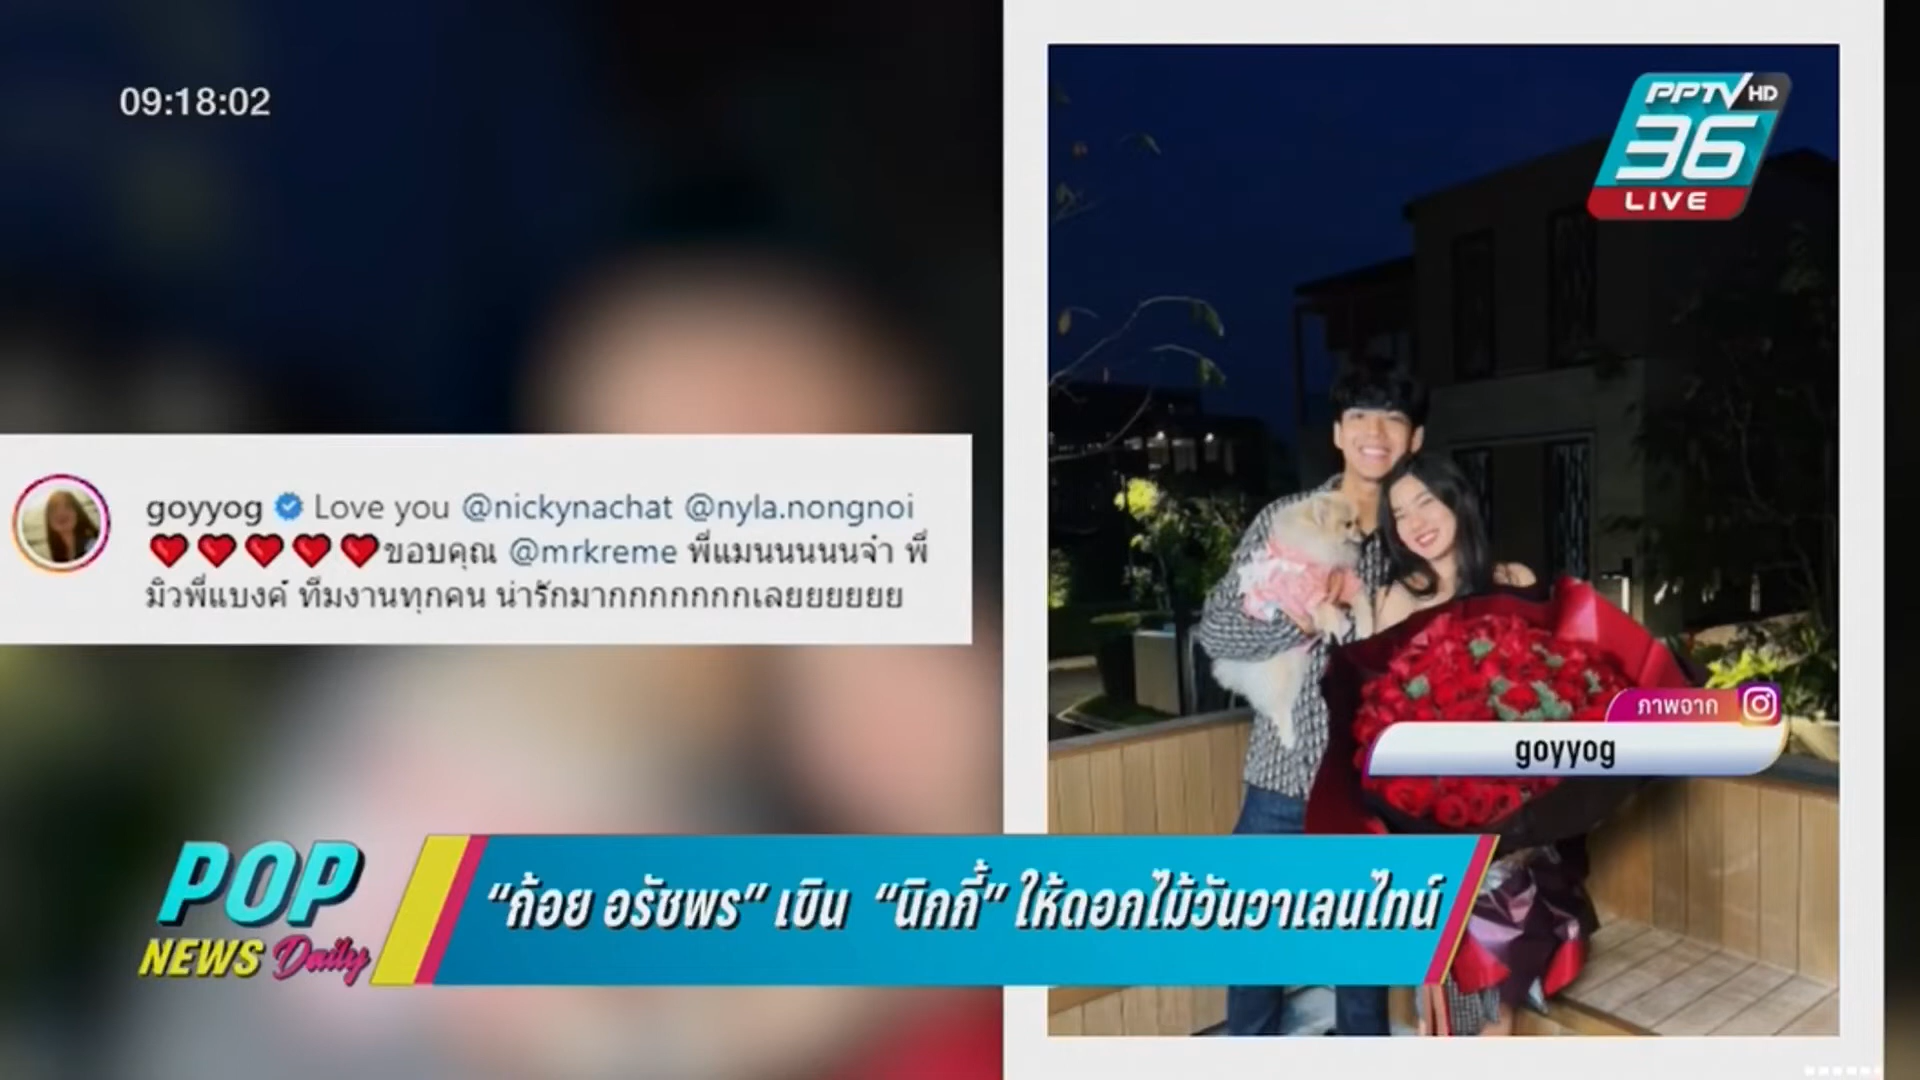 09:18:02
PPTV HD
36
LIVE
goyyog Love you @nickynachat @nyla.nongnoi
❤️❤️❤️❤️❤️ขอบคุณ @mrkreme พี่แมนนนนนจ๋า พี่
มิวพี่แบงค์ ทีมงานทุกคน น่ารักมากกกกกกกเลยยยยยย
ภาพจาก
goyyog
POP
NEWS Daily
“ก้อย อรัชพร” เขิน “นิกกี้” ให้ดอกไม้วันวาเลนไทน์